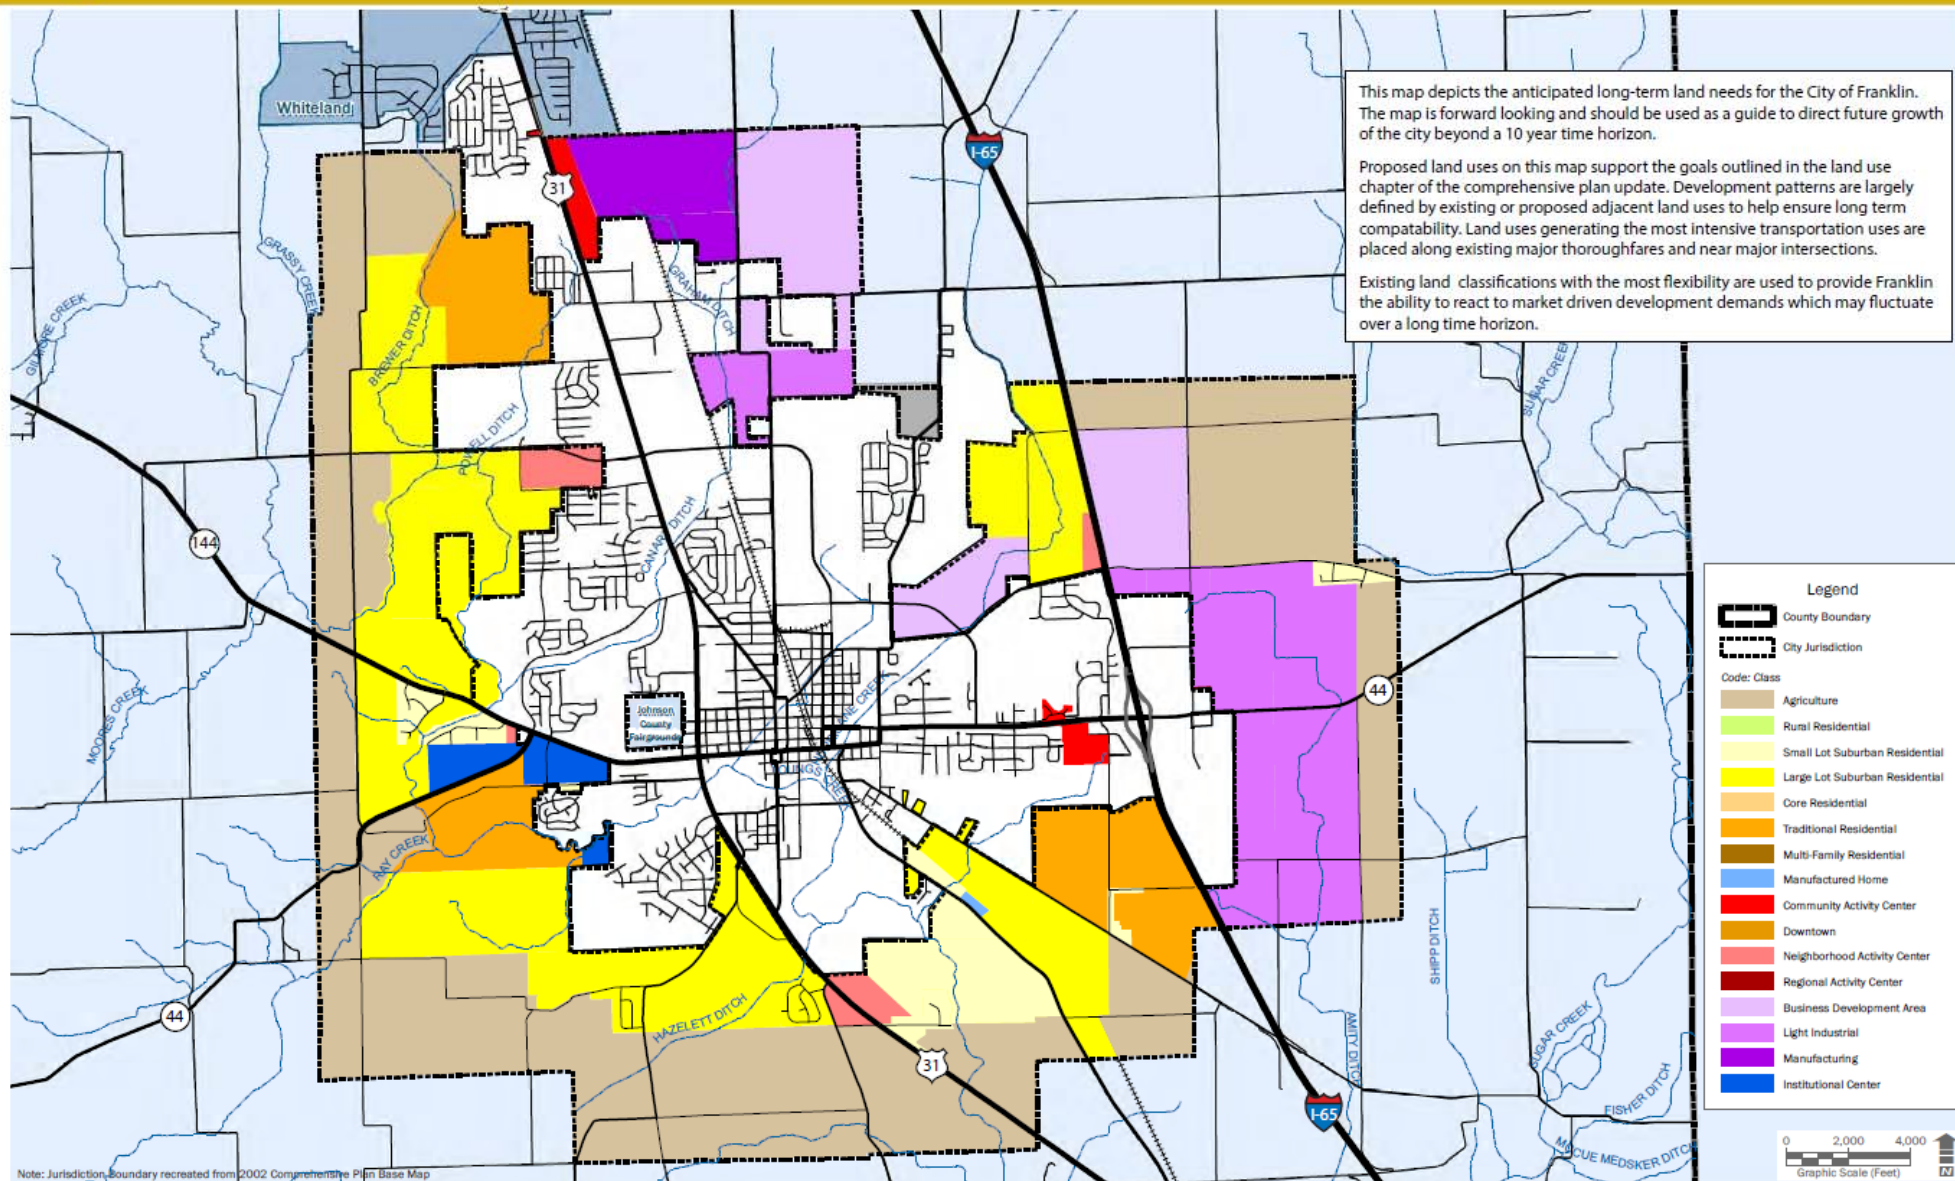 Whiteland
I-65
31
This map depicts the anticipated long-term land needs for the City of Franklin.
The map is forward looking and should be used as a guide to direct future growth
of the city beyond a 10 year time horizon.
Proposed land uses on this map support the goals outlined in the land use
chapter of the comprehensive plan update. Development patterns are largely
defined by existing or proposed adjacent land uses to help ensure long term
compatability. Land uses generating the most intensive transportation uses are
placed along existing major thoroughfares and near major intersections.
Existing land classifications with the most flexibility are used to provide Franklin
the ability to react to market driven development demands which may fluctuate
over a long time horizon.
GRASSY CREEK
GILMORE CREEK
BREWER DITCH
GRAHAM DITCH
SUGAR CREEK
POWELL DITCH
CANARY DITCH
144
MOORES CREEK
Johnson
County
Fairgrounds
CREEK
YOUNGS CREEK
44
RAY CREEK
44
HAZELETT DITCH
31
SHIPP DITCH
AMITY DITCH
SUGAR CREEK
FISHER DITCH
MCCUE MEDSKER DITCH
I-65
Legend
County Boundary
City Jurisdiction
Code: Class
Agriculture
Rural Residential
Small Lot Suburban Residential
Large Lot Suburban Residential
Core Residential
Traditional Residential
Multi-Family Residential
Manufactured Home
Community Activity Center
Downtown
Neighborhood Activity Center
Regional Activity Center
Business Development Area
Light Industrial
Manufacturing
Institutional Center
0 2,000 4,000
Graphic Scale (Feet)
N
Note: Jurisdiction Boundary recreated from 2002 Comprehensive Plan Base Map